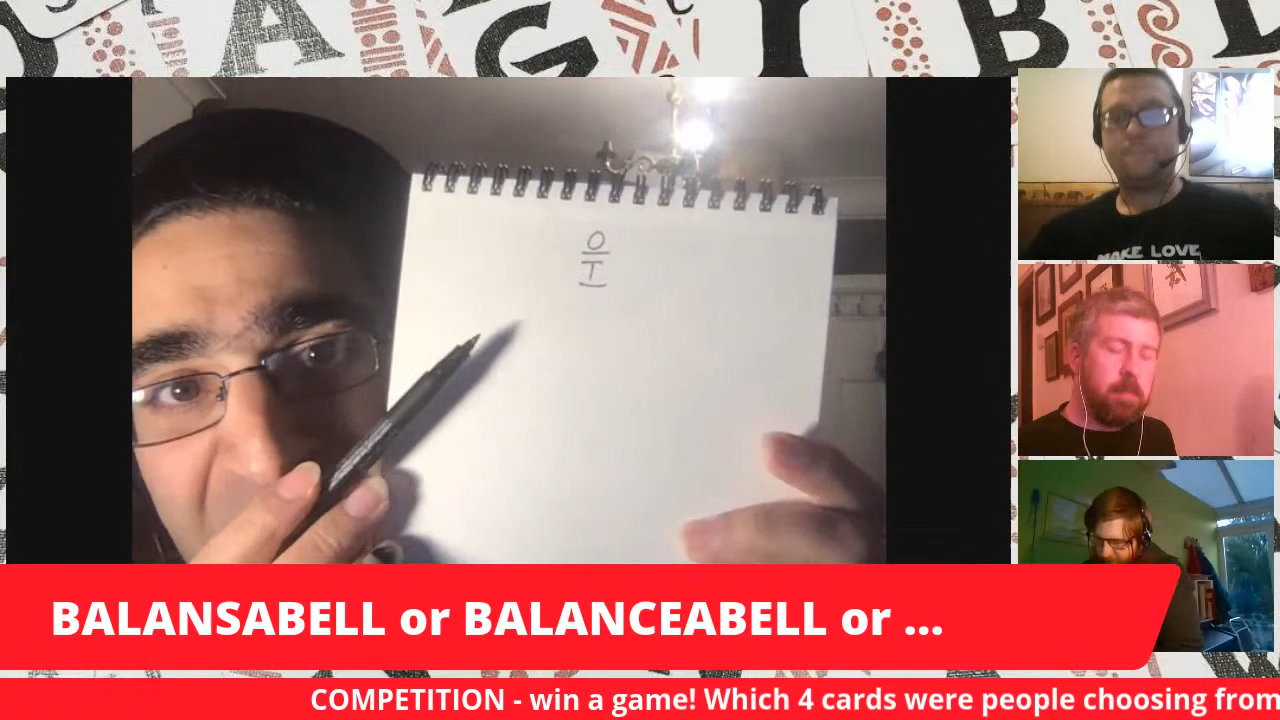 A G I B L
MAKE LOVE
O
T
BALANSABELL or BALANCEABELL or ...
COMPETITION - win a game! Which 4 cards were people choosing from